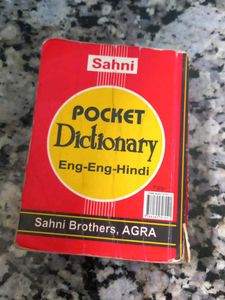 Sahni
POCKET
Dictionary
Eng-Eng-Hindi
Sahni Brothers, AGRA